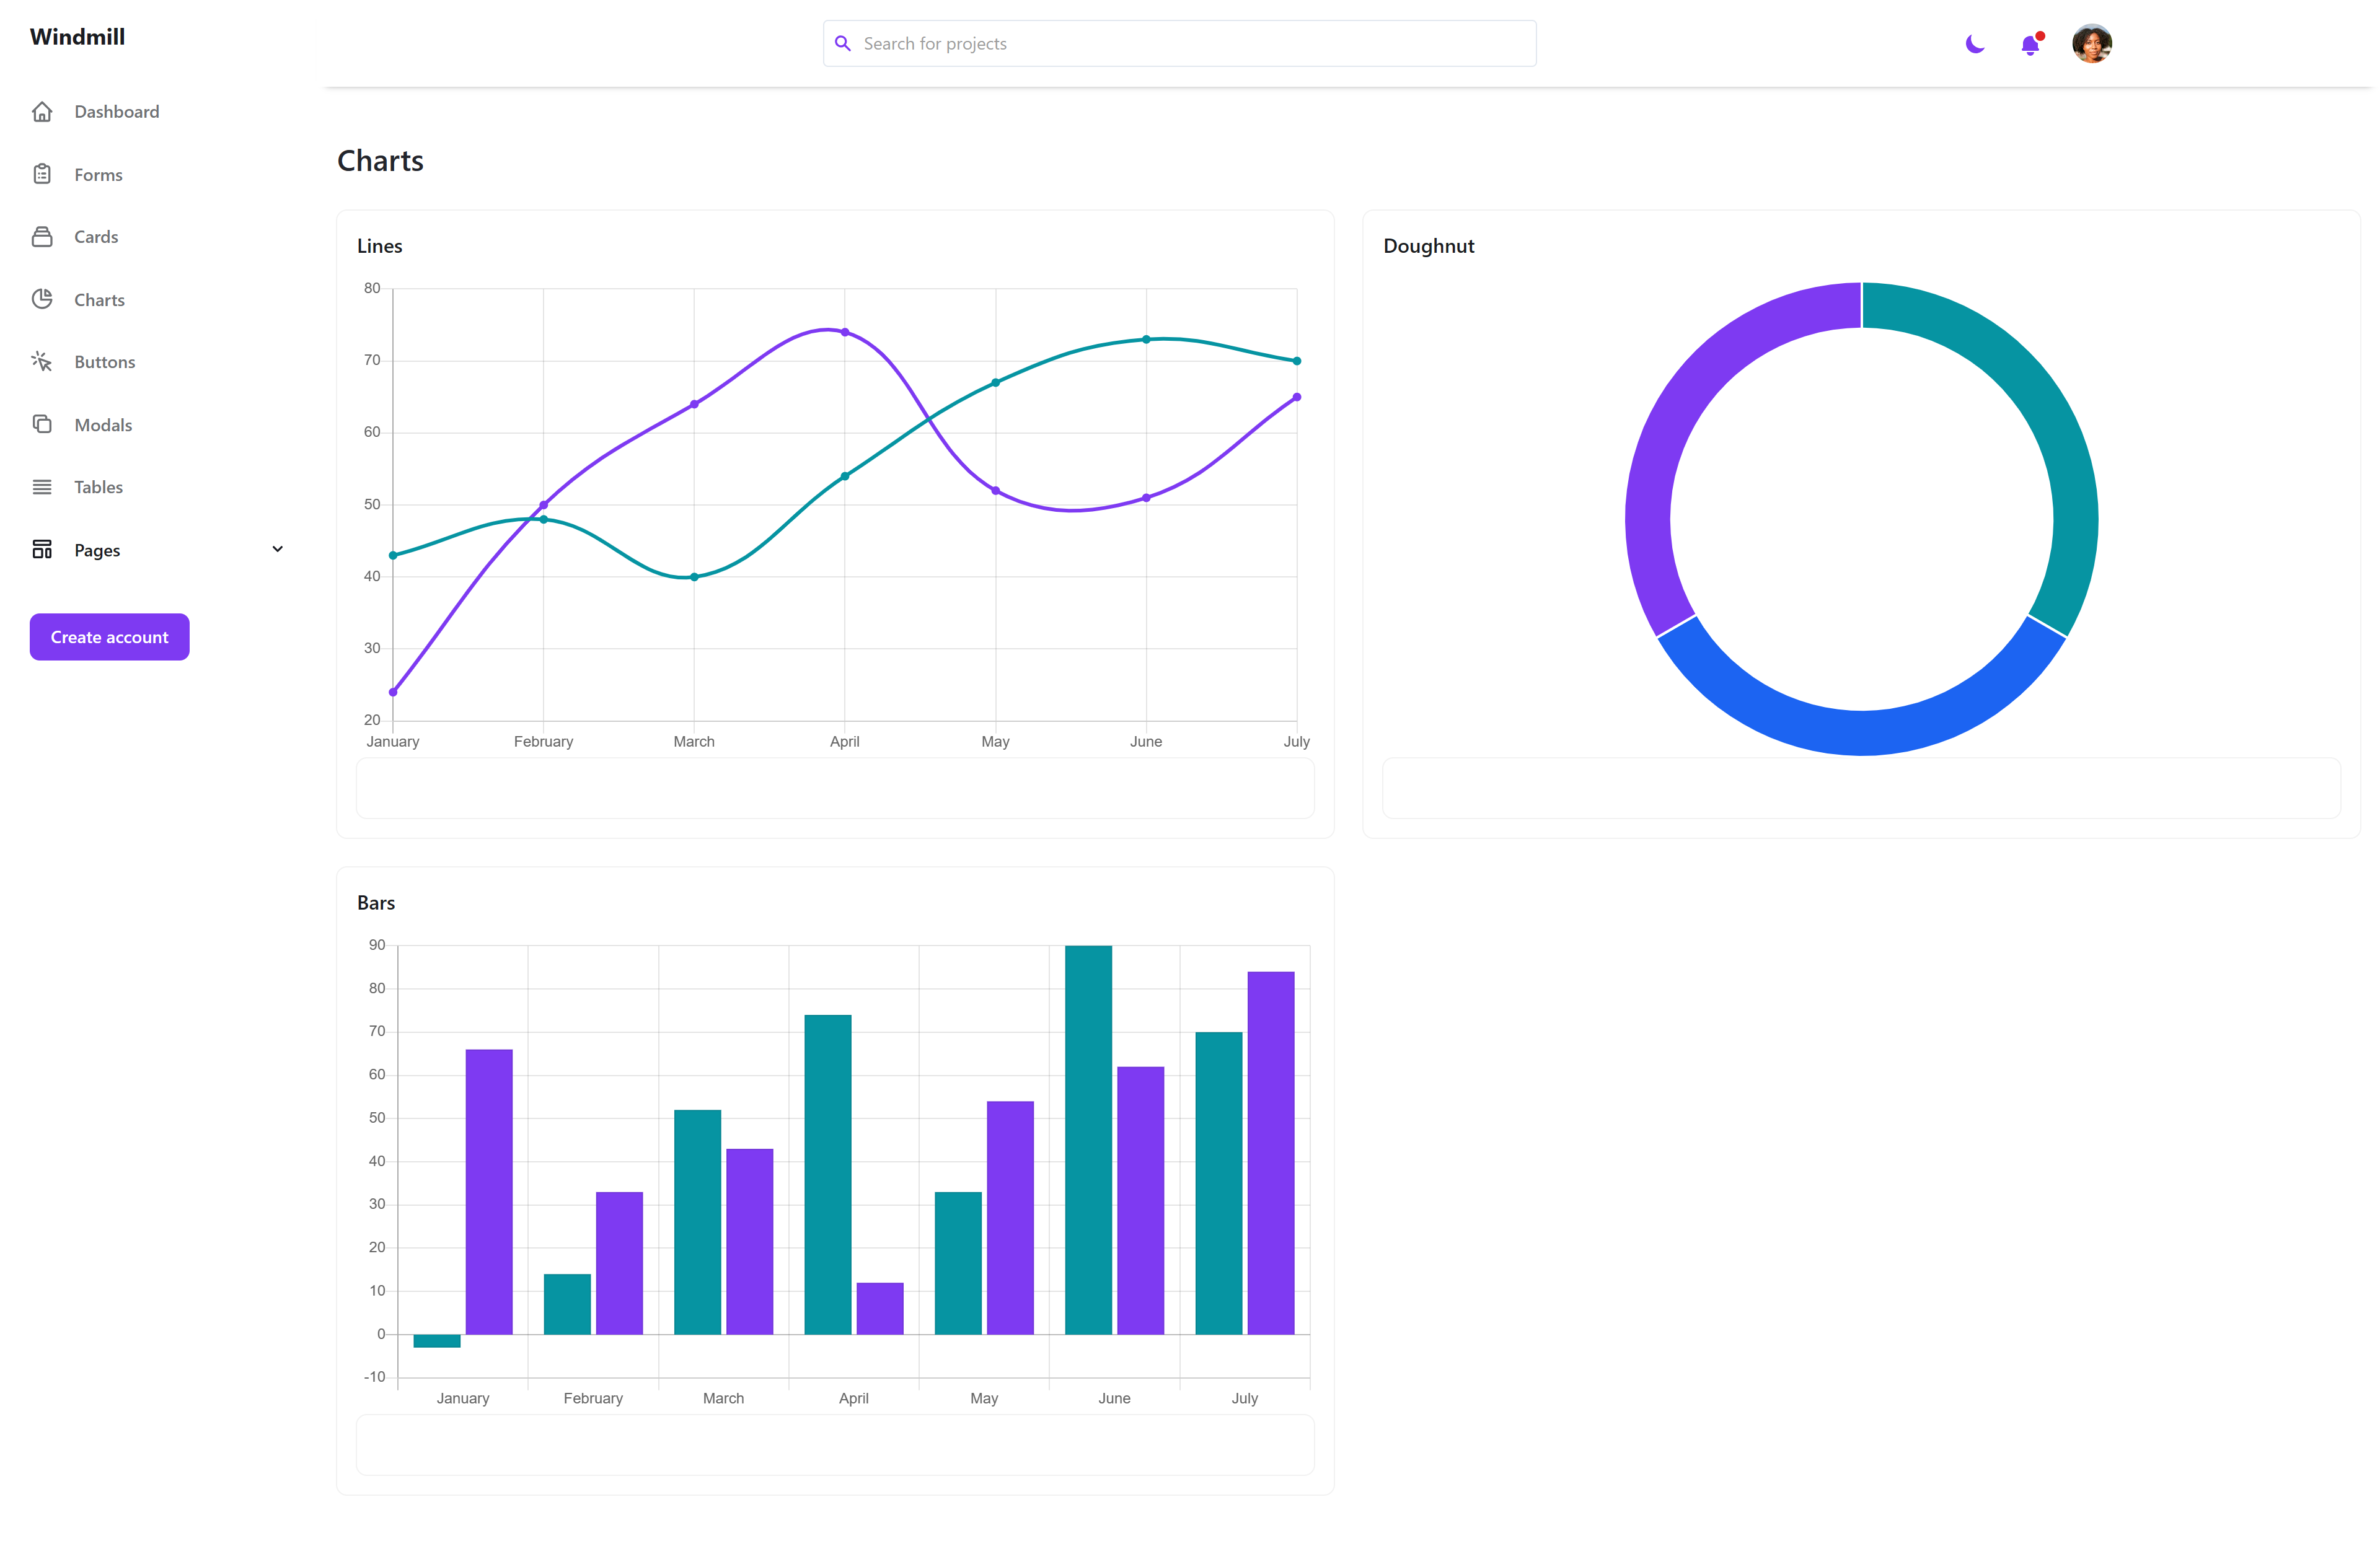 Windmill
Search for projects
Dashboard
Forms
Cards
Charts
Buttons
Modals
Tables
Pages
Create account
Charts
Lines
80
70
60
50
40
30
20
January February March April May June July
Doughnut
Bars
90
80
70
60
50
40
30
20
10
0
-10
January February March April May June July